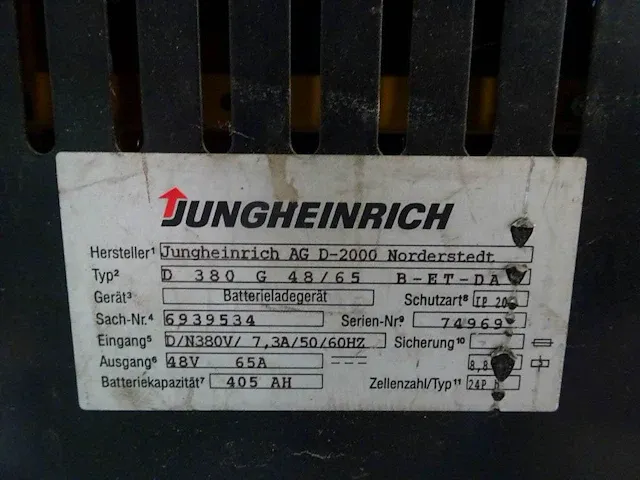 JUNGHEINRICH
Hersteller¹ Jungheinrich AG D-2000 Norderstedt
Typ² D 380 G 48/65 B-ET-DA
Gerät³ Batterieladegerät Schutzart⁸ IP 20
Sach-Nr.⁴ 6939534 Serien-Nr⁹ 74969
Eingang⁵ D/N380V/ 7,3A/50/60HZ Sicherung¹⁰
Ausgang⁶ 48V 65A 8,8
Batteriekapazität⁷ 405 AH Zellenzahl/Typ¹¹ 24P